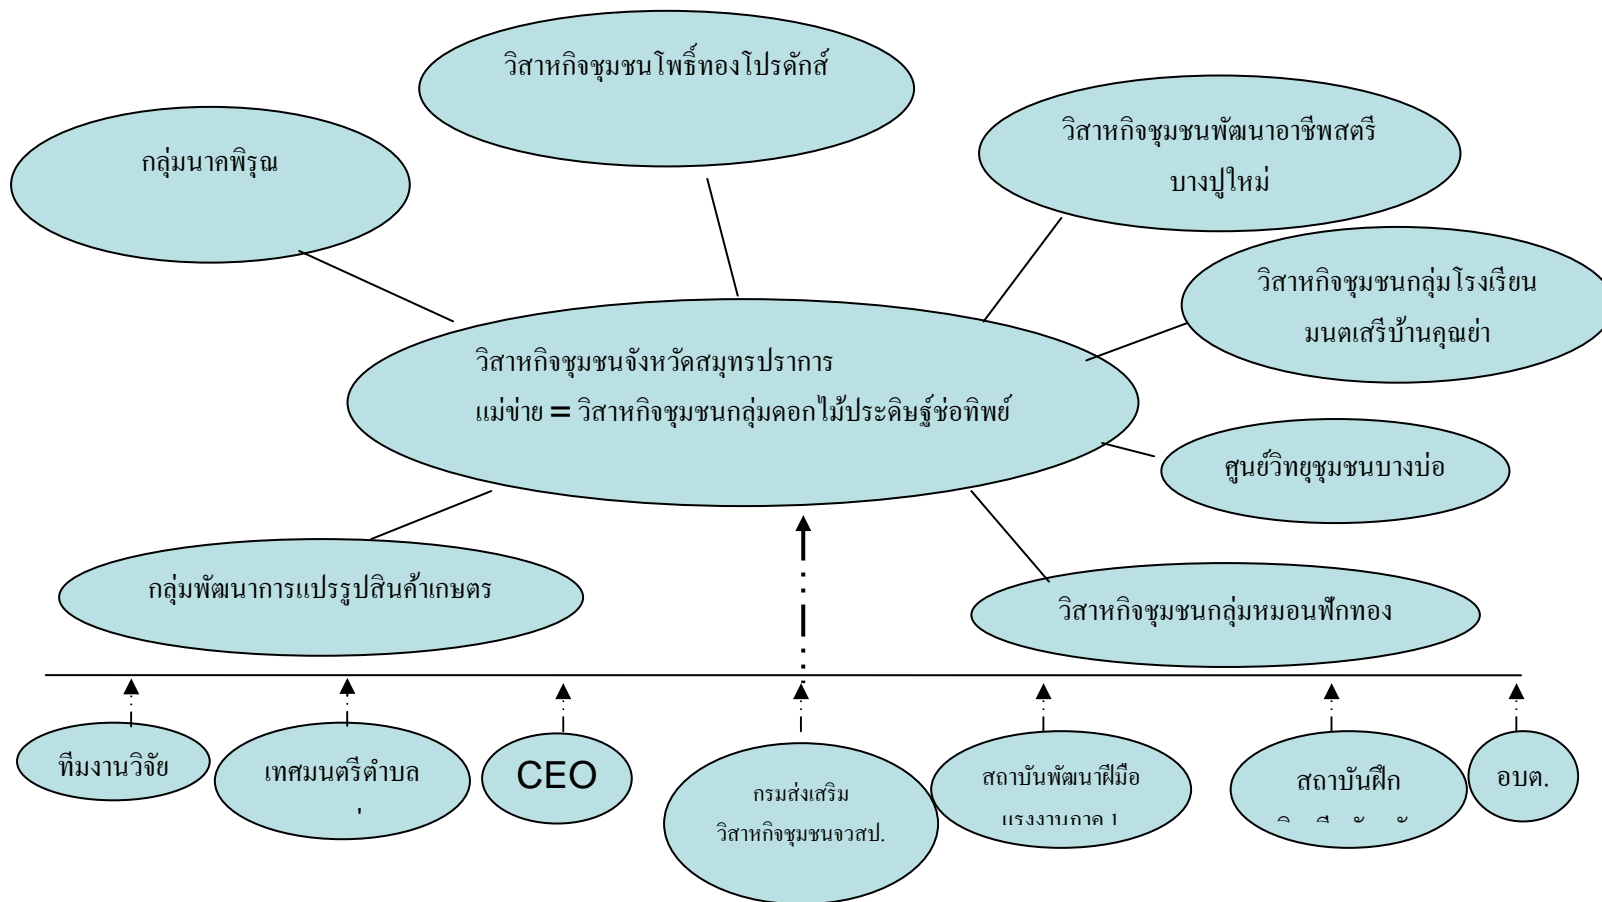 วิสาหกิจชุมชนโพธิ์ทองโปรดักส์
กลุ่มนาคพิรุณ
วิสาหกิจชุมชนพัฒนาอาชีพสตรี
บางปูใหม่
วิสาหกิจชุมชนกลุ่มโรงเรียน
มนตเสรีบ้านคุณย่า
วิสาหกิจชุมชนจังหวัดสมุทรปราการ
แม่ข่าย = วิสาหกิจชุมชนกลุ่มดอกไม้ประดิษฐ์ช่อทิพย์
ศูนย์วิทยุชุมชนบางบ่อ
กลุ่มพัฒนาการแปรรูปสินค้าเกษตร
วิสาหกิจชุมชนกลุ่มหมอนฟักทอง
ทีมงานวิจัย
เทศมนตรีตำบล
CEO
กรมส่งเสริม
วิสาหกิจชุมชนจวสป.
สถาบันพัฒนาฝีมือ
แรงงานภาค 1
สถาบันฝึก
อบต.